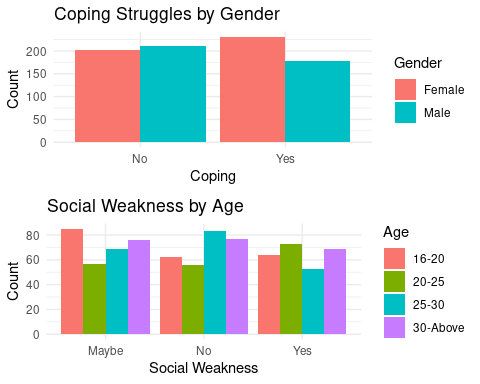 Coping Struggles by Gender
200
150
100
50
0
Count
No
Yes
Coping
Gender
Female
Male
Social Weakness by Age
80
60
40
20
0
Count
Maybe
No
Yes
Social Weakness
Age
16-20
20-25
25-30
30-Above